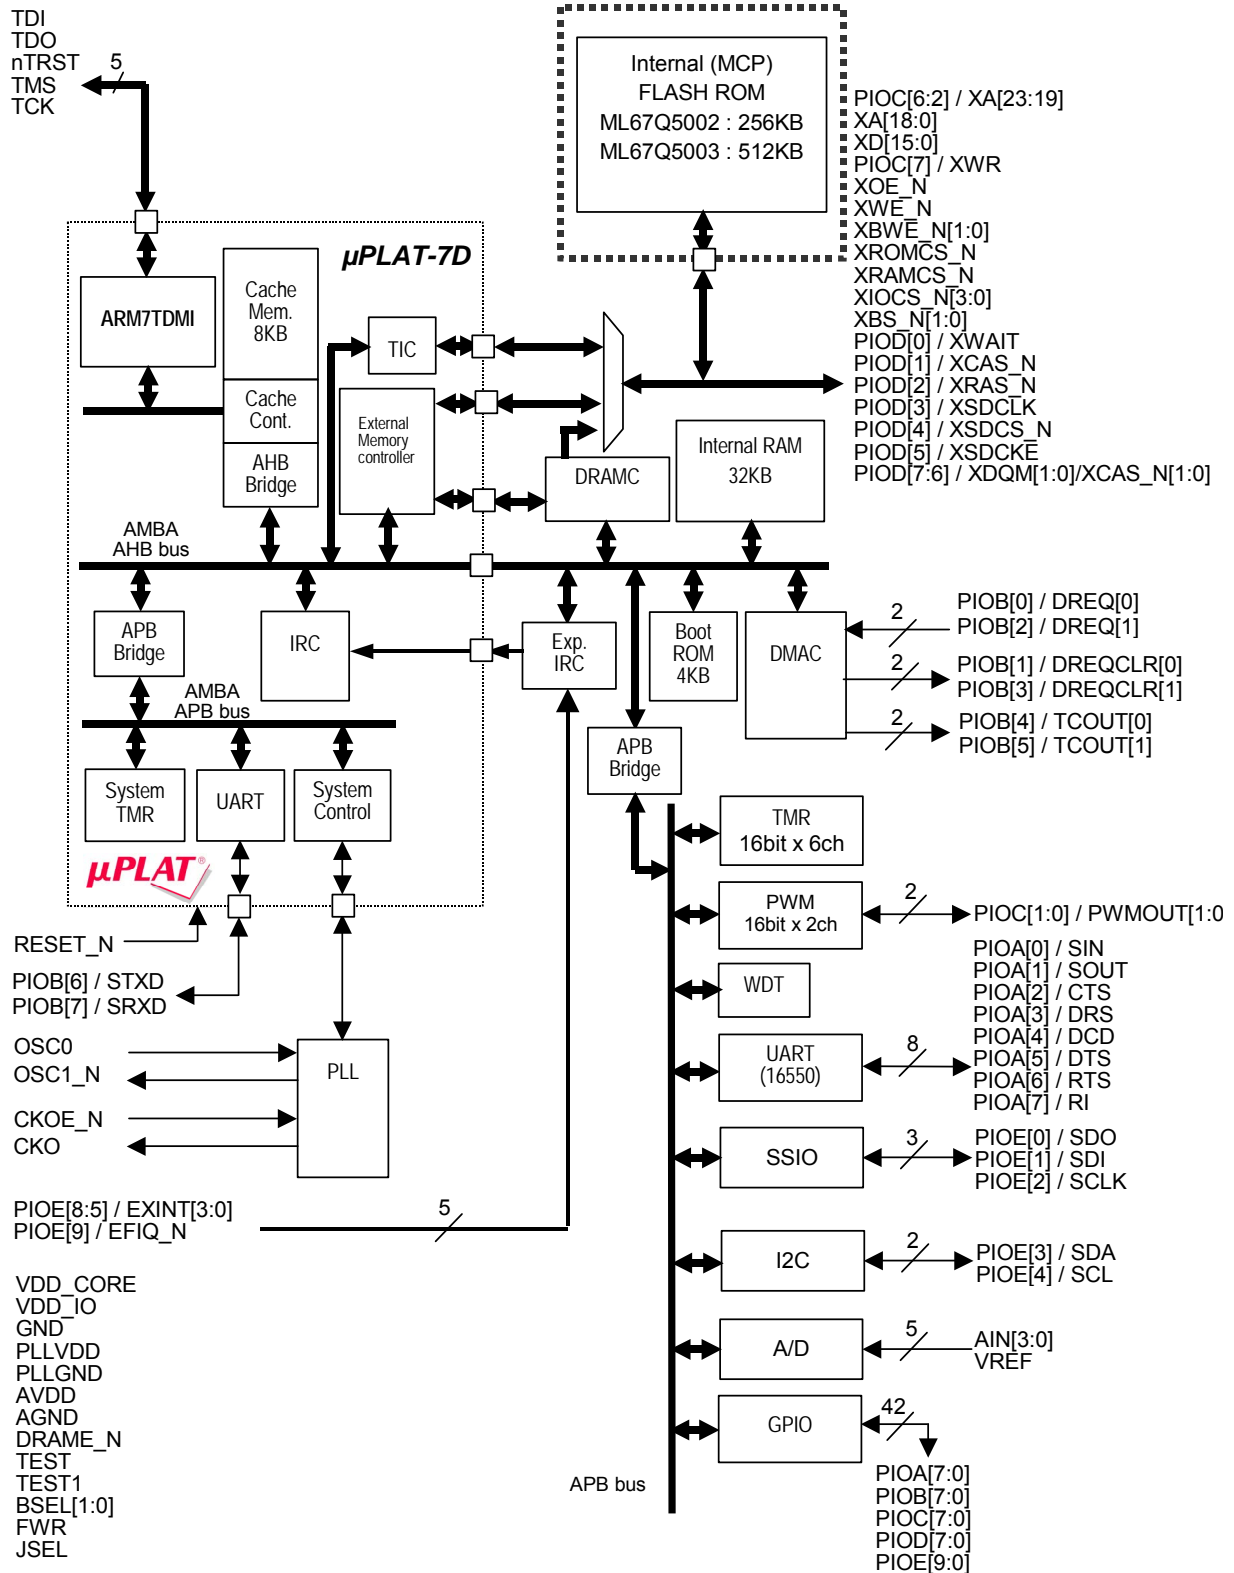 TDI
TDO
nTRST
5
TMS
TCK
Internal (MCP)
FLASH ROM
ML67Q5002 : 256KB
ML67Q5003 : 512KB
PIOC[6:2] / XA[23:19]
XA[18:0]
XD[15:0]
PIOC[7] / XWR
XOE_N
XWE_N
XBWE_N[1:0]
XROMCS_N
XRAMCS_N
XIOCS_N[3:0]
XBS_N[1:0]
PIOD[0] / XWAIT
PIOD[1] / XCAS_N
PIOD[2] / XRAS_N
PIOD[3] / XSDCLK
PIOD[4] / XSDCS_N
PIOD[5] / XSDCKE
PIOD[7:6] / XDQM[1:0]/XCAS_N[1:0]
µPLAT-7D
ARM7TDMI
Cache
Mem.
8KB
Cache
Cont.
AHB
Bridge
TIC
External
Memory
controller
DRAMC
Internal RAM
32KB
AMBA
AHB bus
APB
Bridge
IRC
Exp.
IRC
Boot
ROM
4KB
DMAC
2
PIOB[0] / DREQ[0]
PIOB[2] / DREQ[1]
2
PIOB[1] / DREQCLR[0]
PIOB[3] / DREQCLR[1]
2
PIOB[4] / TCOUT[0]
PIOB[5] / TCOUT[1]
AMBA
APB bus
System
TMR
UART
System
Control
µPLAT®
APB
Bridge
TMR
16bit x 6ch
PWM
16bit x 2ch
2
PIOC[1:0] / PWMOUT[1:0
WDT
UART
(16550)
8
PIOA[0] / SIN
PIOA[1] / SOUT
PIOA[2] / CTS
PIOA[3] / DRS
PIOA[4] / DCD
PIOA[5] / DTS
PIOA[6] / RTS
PIOA[7] / RI
SSIO
3
PIOE[0] / SDO
PIOE[1] / SDI
PIOE[2] / SCLK
I2C
2
PIOE[3] / SDA
PIOE[4] / SCL
A/D
5
AIN[3:0]
VREF
GPIO
42
PIOA[7:0]
PIOB[7:0]
PIOC[7:0]
PIOD[7:0]
PIOE[9:0]
APB bus
RESET_N
PIOB[6] / STXD
PIOB[7] / SRXD
OSC0
OSC1_N
CKOE_N
CKO
PLL
PIOE[8:5] / EXINT[3:0]
PIOE[9] / EFIQ_N
5
VDD_CORE
VDD_IO
GND
PLLVDD
PLLGND
AVDD
AGND
DRAME_N
TEST
TEST1
BSEL[1:0]
FWR
JSEL